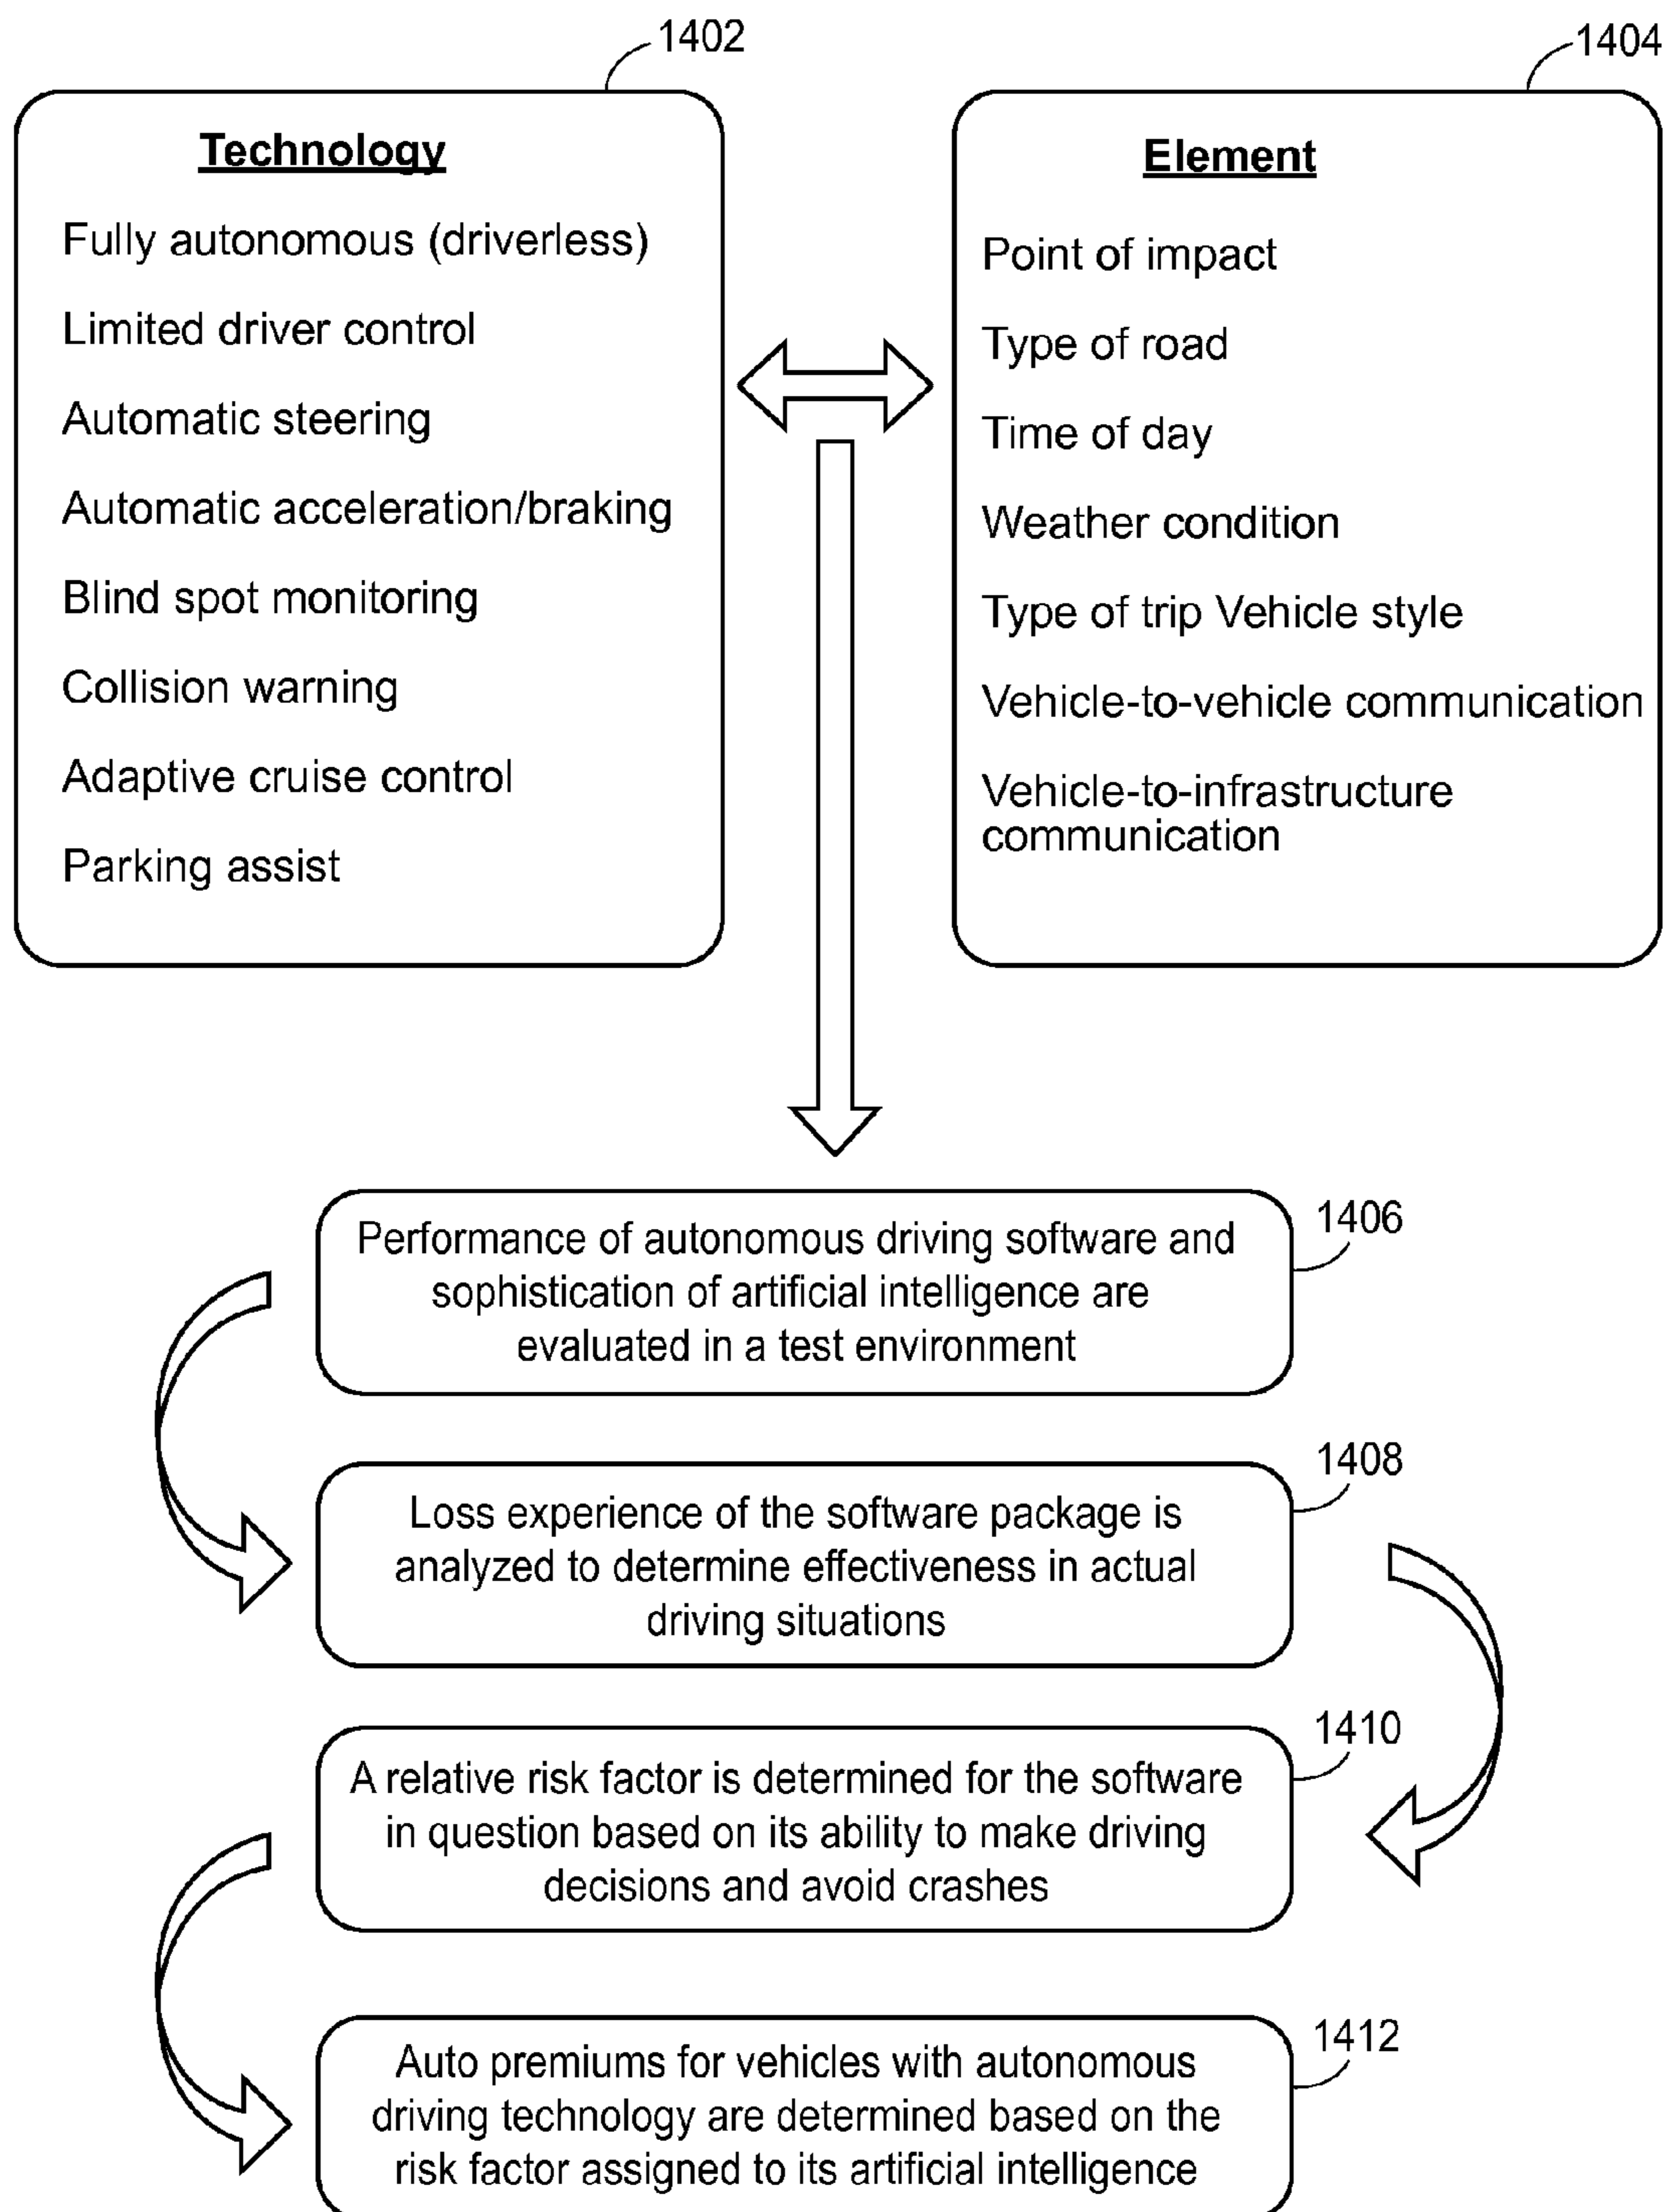 1402
1404
Technology
Fully autonomous (driverless)
Limited driver control
Automatic steering
Automatic acceleration/braking
Blind spot monitoring
Collision warning
Adaptive cruise control
Parking assist
Element
Point of impact
Type of road
Time of day
Weather condition
Type of trip Vehicle style
Vehicle-to-vehicle communication
Vehicle-to-infrastructure
communication
1406
Performance of autonomous driving software and
sophistication of artificial intelligence are
evaluated in a test environment
1408
Loss experience of the software package is
analyzed to determine effectiveness in actual
driving situations
1410
A relative risk factor is determined for the software
in question based on its ability to make driving
decisions and avoid crashes
1412
Auto premiums for vehicles with autonomous
driving technology are determined based on the
risk factor assigned to its artificial intelligence